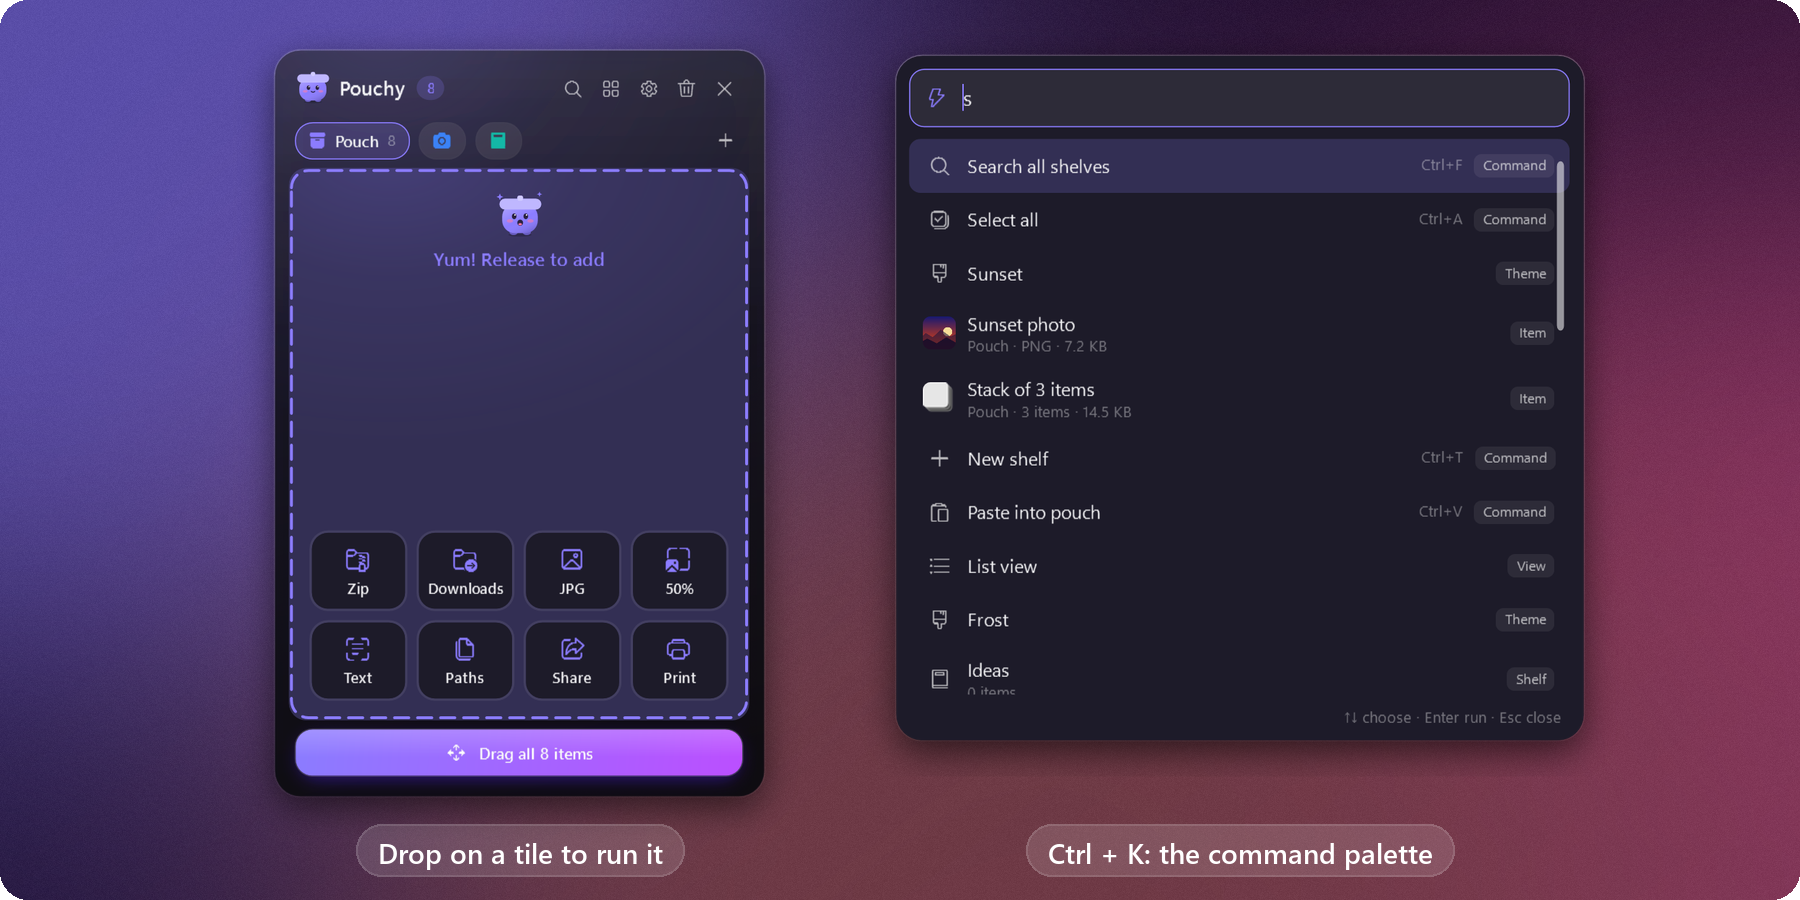 Pouchy 8
Pouch 8
Yum! Release to add
Zip
Downloads
JPG
50%
Text
Paths
Share
Print
Drag all 8 items
Drop on a tile to run it
s
Search all shelves Ctrl+F Command
Select all Ctrl+A Command
Sunset Theme
Sunset photo Item
Pouch · PNG · 7.2 KB
Stack of 3 items Item
Pouch · 3 items · 14.5 KB
New shelf Ctrl+T Command
Paste into pouch Ctrl+V Command
List view View
Frost Theme
Ideas Shelf
0 items
↑↓ choose · Enter run · Esc close
Ctrl + K: the command palette